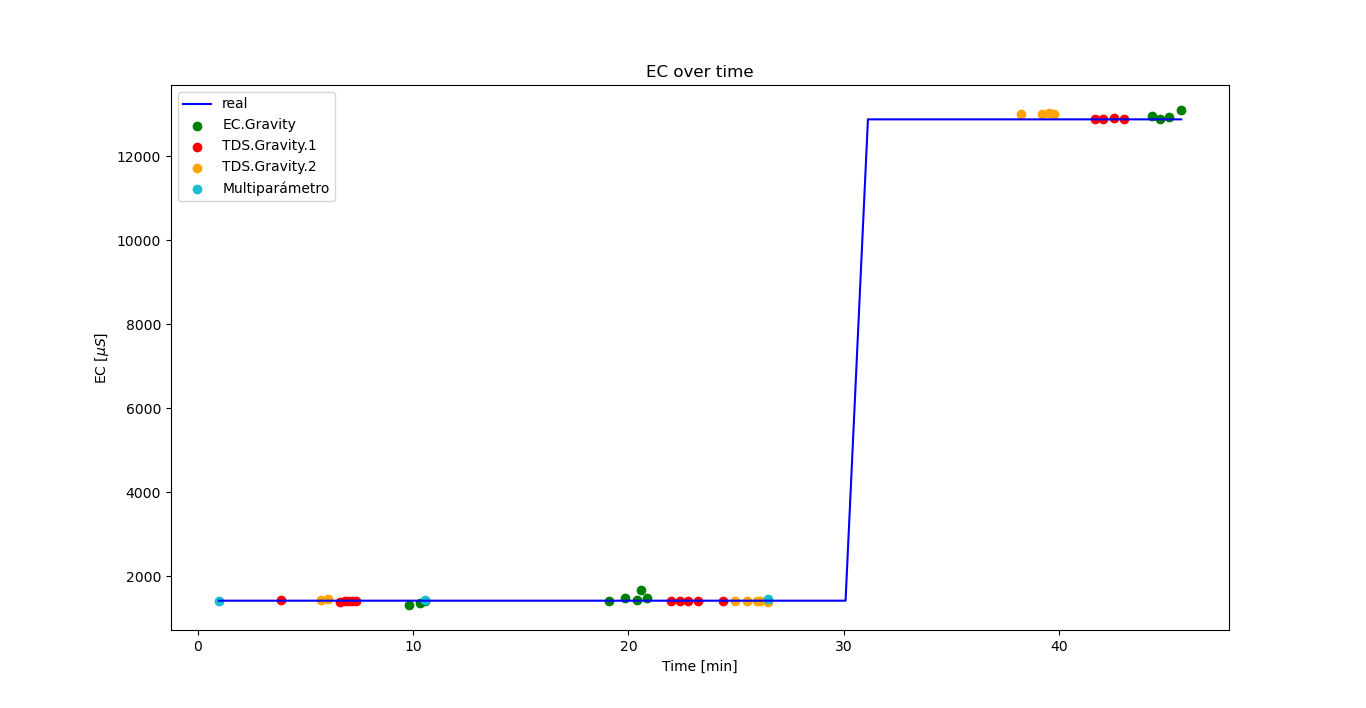 EC over time
real
EC.Gravity
TDS.Gravity.1
TDS.Gravity.2
Multiparámetro
12000
10000
8000
6000
4000
2000
EC [μS]
0 10 20 30 40
Time [min]